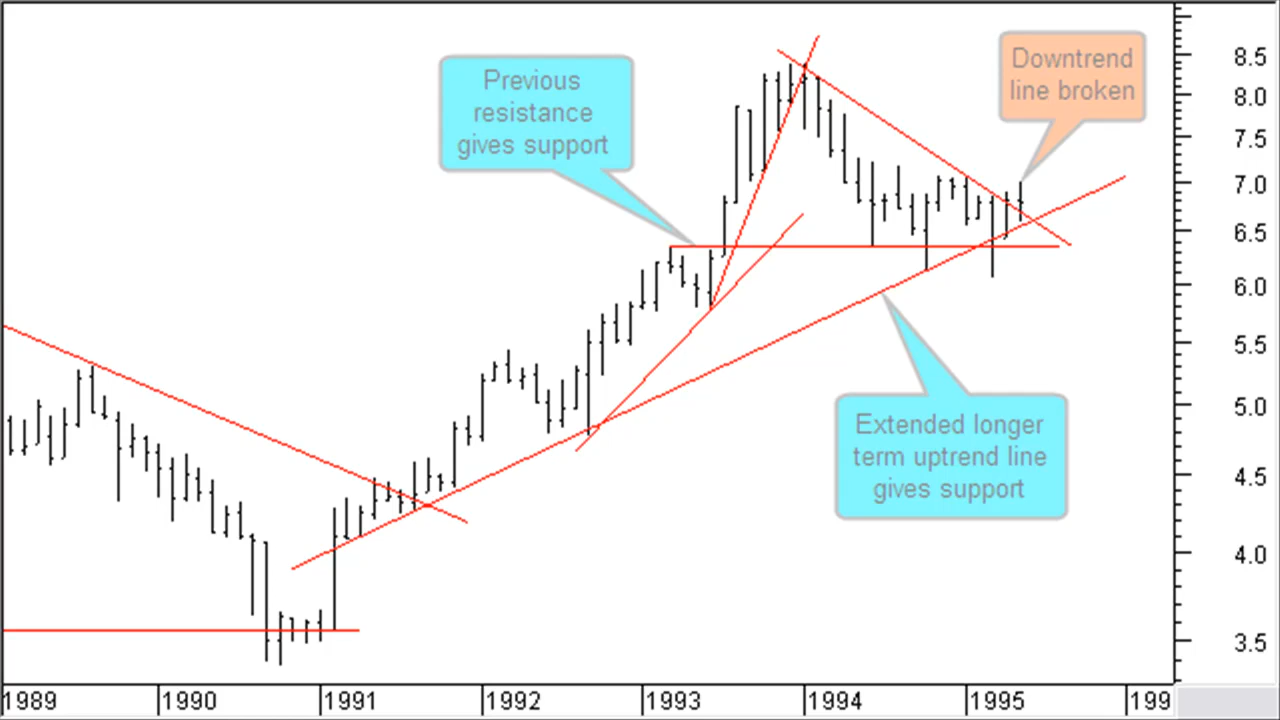 Previous
resistance
gives support
Downtrend
line broken
Extended longer
term uptrend line
gives support
8.5
8.0
7.5
7.0
6.5
6.0
5.5
5.0
4.5
4.0
3.5
1989 1990 1991 1992 1993 1994 1995 199